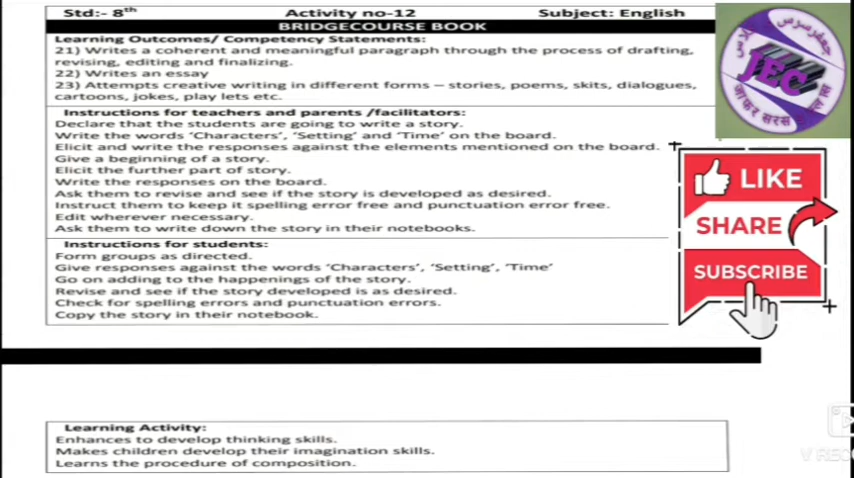 Std:- 8th Activity no-12 Subject: English
BRIDGECOURSE BOOK
Learning Outcomes/ Competency Statements:
21) Writes a coherent and meaningful paragraph through the process of drafting,
revising, editing and finalizing.
22) Writes an essay
23) Attempts creative writing in different forms – stories, poems, skits, dialogues,
cartoons, jokes, play lets etc.
Instructions for teachers and parents /facilitators:
Declare that the students are going to write a story.
Write the words ‘Characters’, ‘Setting’ and ‘Time’ on the board.
Elicit and write the responses against the elements mentioned on the board.
Give a beginning of a story.
Elicit the further part of story.
Write the responses on the board.
Ask them to revise and see if the story is developed as desired.
Instruct them to keep it spelling error free and punctuation error free.
Edit wherever necessary.
Ask them to write down the story in their notebooks.
Instructions for students:
Form groups as directed.
Give responses against the words ‘Characters’, ‘Setting’, ‘Time’
Go on adding to the happenings of the story.
Revise and see if the story developed is as desired.
Check for spelling errors and punctuation errors.
Copy the story in their notebook.
Learning Activity:
Enhances to develop thinking skills.
Makes children develop their imagination skills.
Learns the procedure of composition.
JEC
LIKE
SHARE
SUBSCRIBE